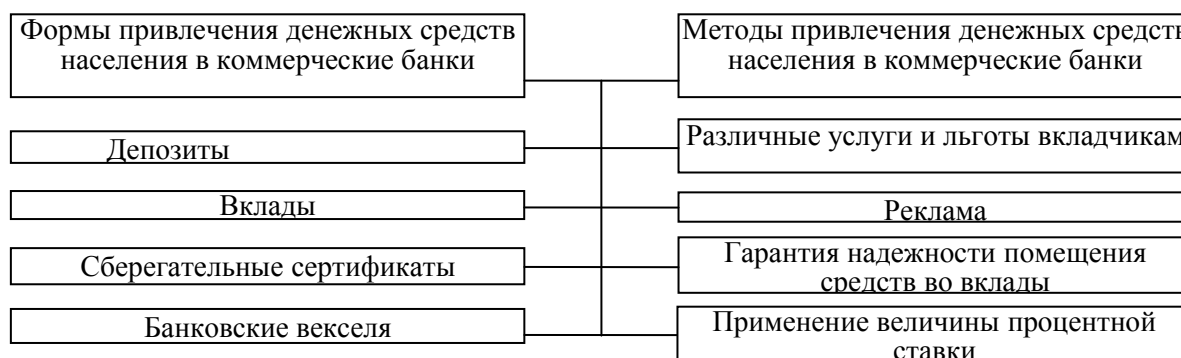 Формы привлечения денежных средств
населения в коммерческие банки
Методы привлечения денежных средств
населения в коммерческие банки
Депозиты
Различные услуги и льготы вкладчикам
Вклады
Реклама
Сберегательные сертификаты
Гарантия надежности помещения
средств во вклады
Банковские векселя
Применение величины процентной
ставки